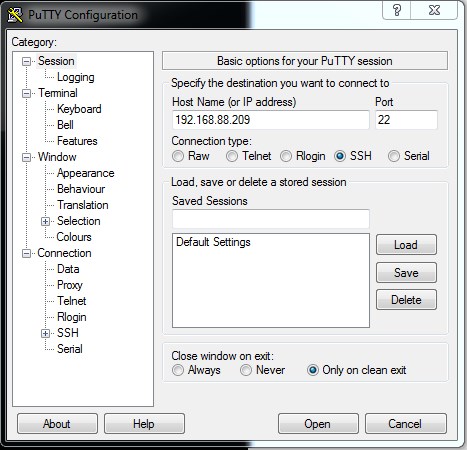 PuTTY Configuration
Category:
Session
Logging
Terminal
Keyboard
Bell
Features
Window
Appearance
Behaviour
Translation
Selection
Colours
Connection
Data
Proxy
Telnet
Rlogin
SSH
Serial
Basic options for your PuTTY session
Specify the destination you want to connect to
Host Name (or IP address) Port
192.168.88.209 22
Connection type:
Raw Telnet Rlogin SSH Serial
Load, save or delete a stored session
Saved Sessions
Default Settings
Load
Save
Delete
Close window on exit:
Always Never Only on clean exit
About Help Open Cancel